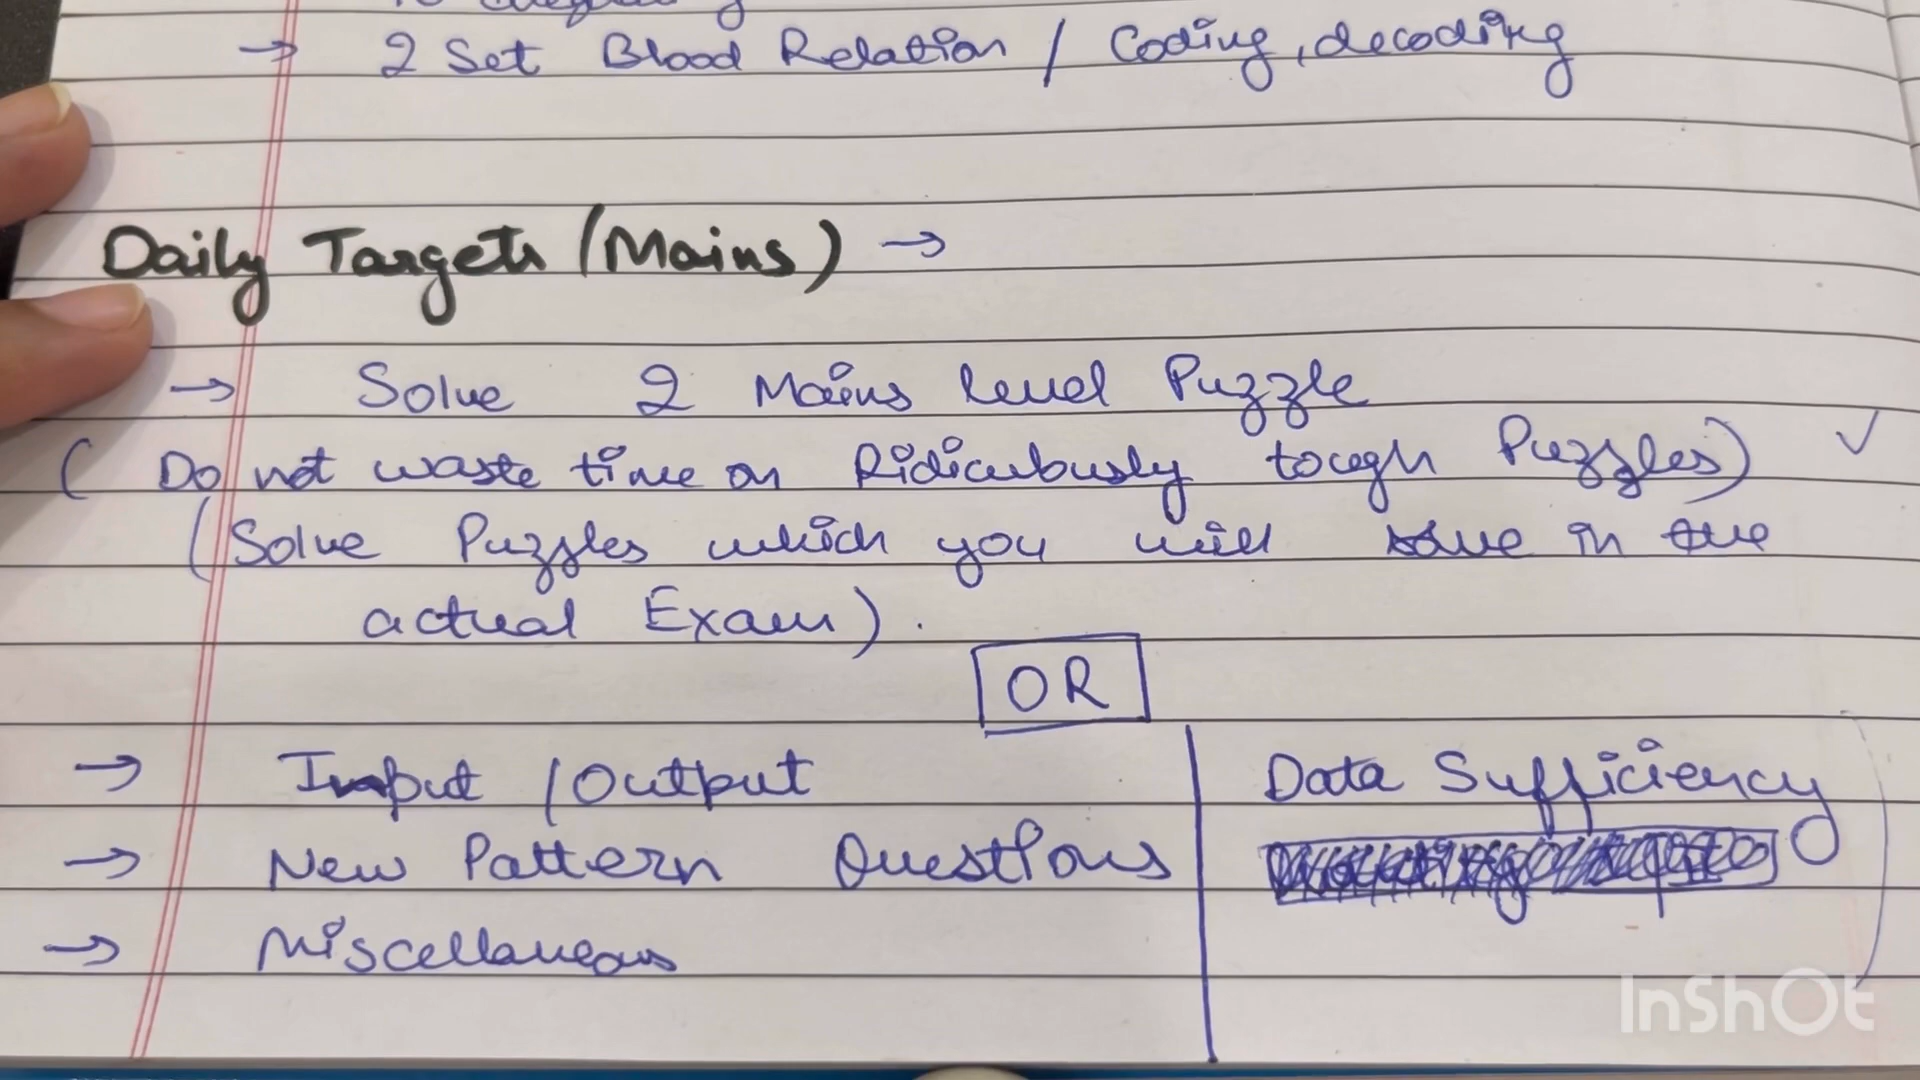 → 2 Set Blood Relation / Coding, decoding
Daily Targets (Mains) →
→ Solve 2 Mains level Puzzle
( Do not waste time on Ridiculously tough Puzzles) ✓
(Solve Puzzles which you will solve in the
actual Exam).
OR
→ Input / Output
Data Sufficiency
→ New Pattern Questions
→ Miscellaneous
InShOt